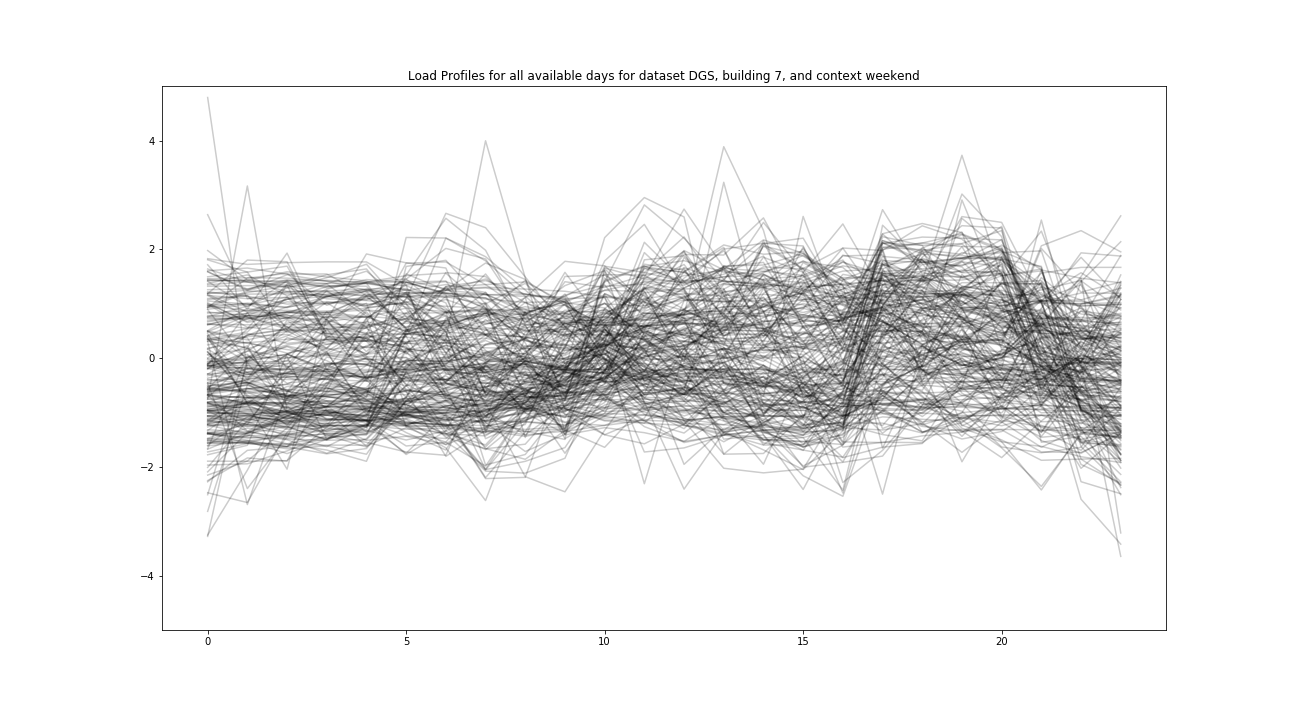 Load Profiles for all available days for dataset DGS, building 7, and context weekend
4
2
0
−2
−4
0 5 10 15 20